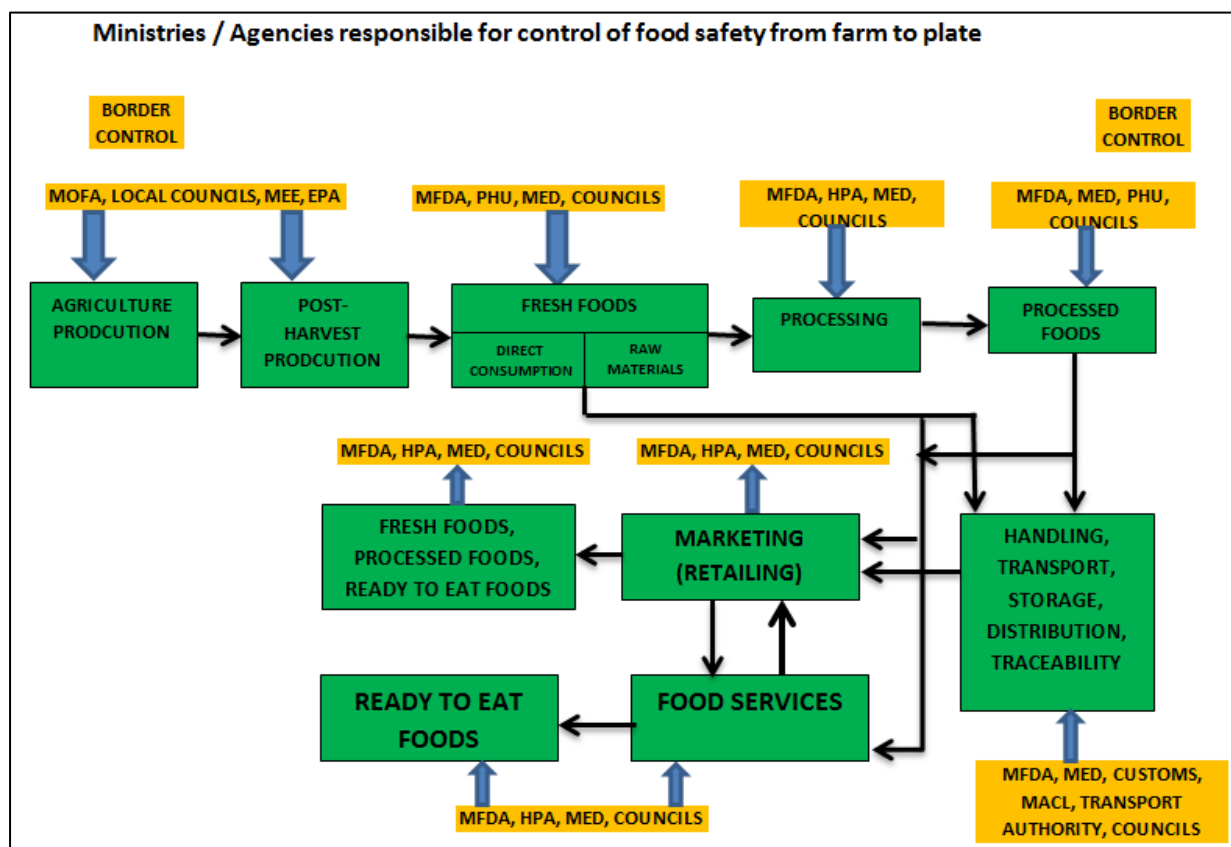 Ministries / Agencies responsible for control of food safety from farm to plate
BORDER
CONTROL
BORDER
CONTROL
MOFA, LOCAL COUNCILS, MEE, EPA
MFDA, PHU, MED, COUNCILS
MFDA, HPA, MED,
COUNCILS
MFDA, MED, PHU,
COUNCILS
AGRICULTURE
PRODCUTION
POST-
HARVEST
PRODCUTION
FRESH FOODS
DIRECT
CONSUMPTION
RAW
MATERIALS
PROCESSING
PROCESSED
FOODS
MFDA, HPA, MED, COUNCILS
MFDA, HPA, MED, COUNCILS
FRESH FOODS,
PROCESSED FOODS,
READY TO EAT FOODS
MARKETING
(RETAILING)
HANDLING,
TRANSPORT,
STORAGE,
DISTRIBUTION,
TRACEABILITY
READY TO EAT
FOODS
FOOD SERVICES
MFDA, HPA, MED, COUNCILS
MFDA, MED, CUSTOMS,
MACL, TRANSPORT
AUTHORITY, COUNCILS